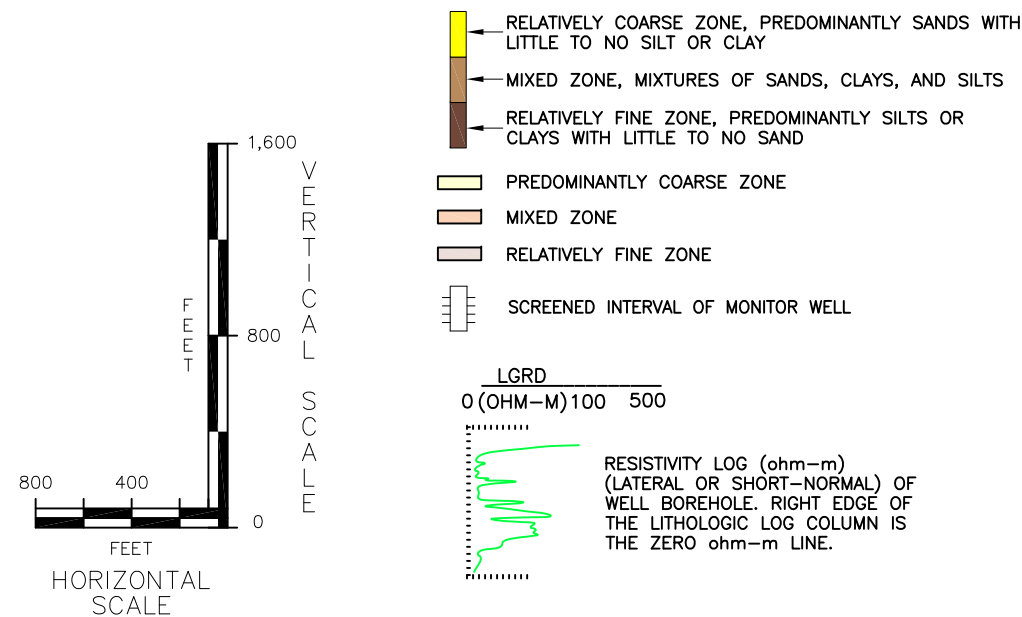 RELATIVELY COARSE ZONE, PREDOMINANTLY SANDS WITH
LITTLE TO NO SILT OR CLAY
MIXED ZONE, MIXTURES OF SANDS, CLAYS, AND SILTS
RELATIVELY FINE ZONE, PREDOMINANTLY SILTS OR
CLAYS WITH LITTLE TO NO SAND
PREDOMINANTLY COARSE ZONE
MIXED ZONE
RELATIVELY FINE ZONE
SCREENED INTERVAL OF MONITOR WELL
1,600
800
0
FEET
VERTICAL SCALE
800
400
FEET
HORIZONTAL
SCALE
LGRD
0 (OHM-M) 100 500
RESISTIVITY LOG (ohm-m)
(LATERAL OR SHORT-NORMAL) OF
WELL BOREHOLE. RIGHT EDGE OF
THE LITHOLOGIC LOG COLUMN IS
THE ZERO ohm-m LINE.